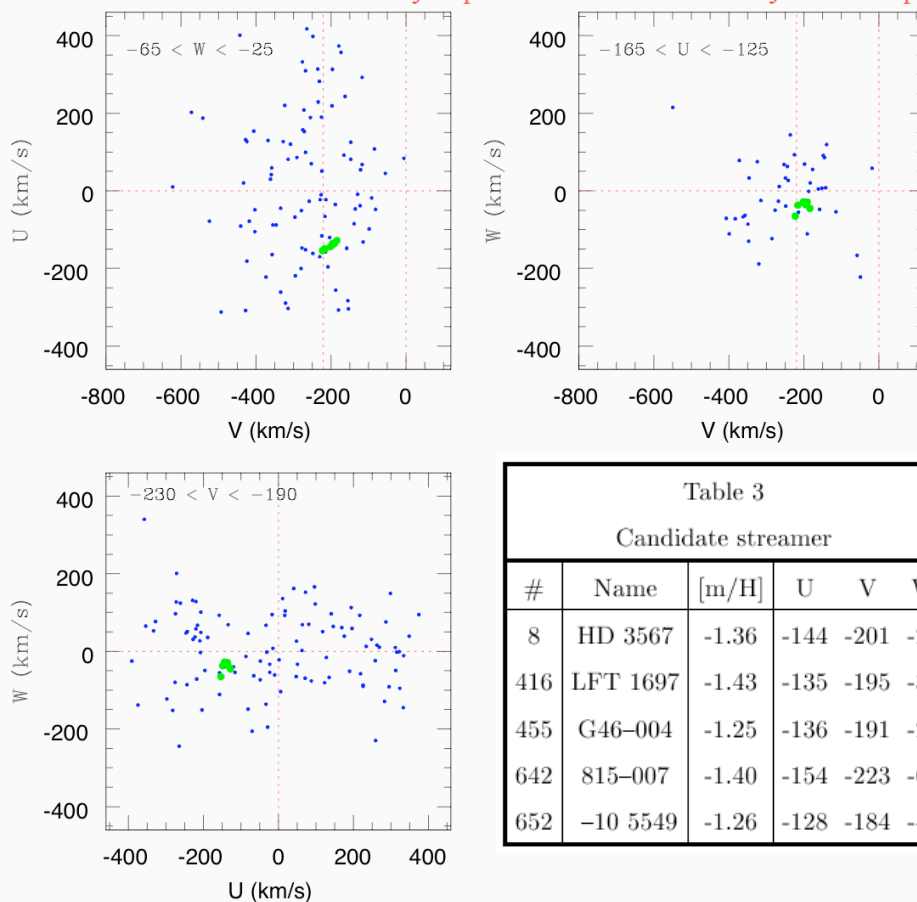 -65 < W < -25
400
200
0
-200
-400
U (km/s)
-800 -600 -400 -200 0
V (km/s)
-165 < U < -125
400
200
0
-200
-400
W (km/s)
-800 -600 -400 -200 0
V (km/s)
-230 < V < -190
400
200
0
-200
-400
W (km/s)
-400 -200 0 200 400
U (km/s)
Table 3
Candidate streamer
# Name [m/H] U V
8 HD 3567 -1.36 -144 -201
416 LFT 1697 -1.43 -135 -195
455 G46–004 -1.25 -136 -191
642 815–007 -1.40 -154 -223
652 –10 5549 -1.26 -128 -184